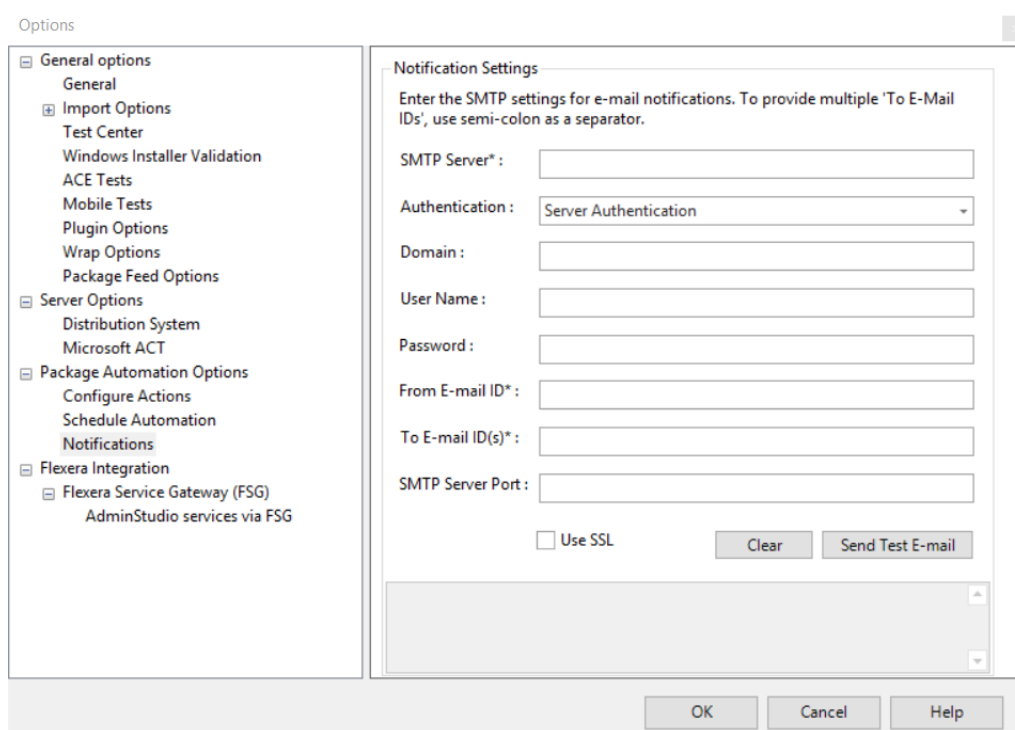 Options
General options
General
Import Options
Test Center
Windows Installer Validation
ACE Tests
Mobile Tests
Plugin Options
Wrap Options
Package Feed Options
Server Options
Distribution System
Microsoft ACT
Package Automation Options
Configure Actions
Schedule Automation
Notifications
Flexera Integration
Flexera Service Gateway (FSG)
AdminStudio services via FSG
Notification Settings
Enter the SMTP settings for e-mail notifications. To provide multiple 'To E-Mail
IDs', use semi-colon as a separator.
SMTP Server* :
Authentication : Server Authentication
Domain :
User Name :
Password :
From E-mail ID* :
To E-mail ID(s)* :
SMTP Server Port :
Use SSL Clear Send Test E-mail
OK Cancel Help